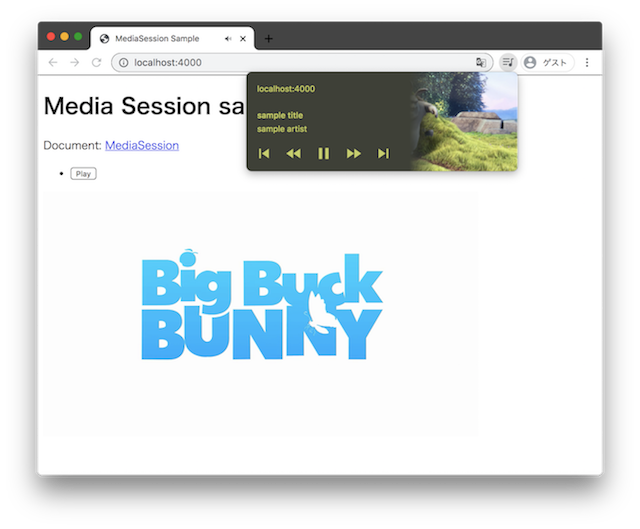 MediaSession Sample
localhost:4000
ゲスト
localhost:4000
Media Session sa
sample title
sample artist
Document: MediaSession
Play
Big Buck
BUNNY